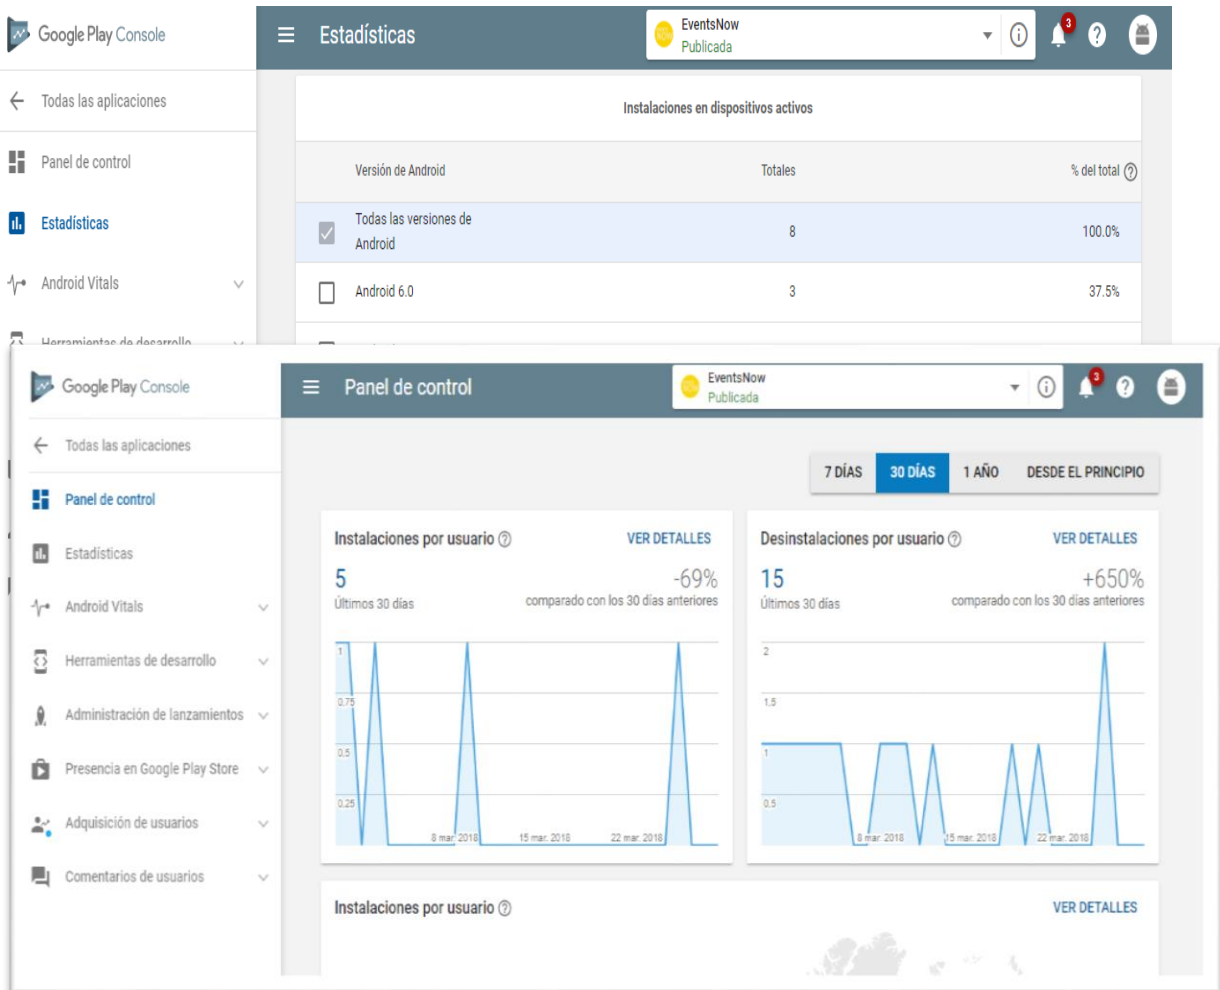 Google Play Console
Estadísticas
EventsNow
Publicada
3
Todas las aplicaciones
Panel de control
Estadísticas
Android Vitals
Herramientas de desarrollo
Instalaciones en dispositivos activos
Versión de Android
Totales
% del total
Todas las versiones de
Android
8
100.0%
Android 6.0
3
37.5%
Google Play Console
Panel de control
EventsNow
Publicada
3
Todas las aplicaciones
Panel de control
Estadísticas
Android Vitals
Herramientas de desarrollo
Administración de lanzamientos
Presencia en Google Play Store
Adquisición de usuarios
Comentarios de usuarios
7 DÍAS
30 DÍAS
1 AÑO
DESDE EL PRINCIPIO
Instalaciones por usuario
VER DETALLES
5
-69%
Últimos 30 días
comparado con los 30 días anteriores
1
0.75
0.5
0.25
8 mar. 2018
15 mar. 2018
22 mar. 2018
Desinstalaciones por usuario
VER DETALLES
15
+650%
Últimos 30 días
comparado con los 30 días anteriores
2
1.5
1
0.5
8 mar. 2018
15 mar. 2018
22 mar. 2018
Instalaciones por usuario
VER DETALLES